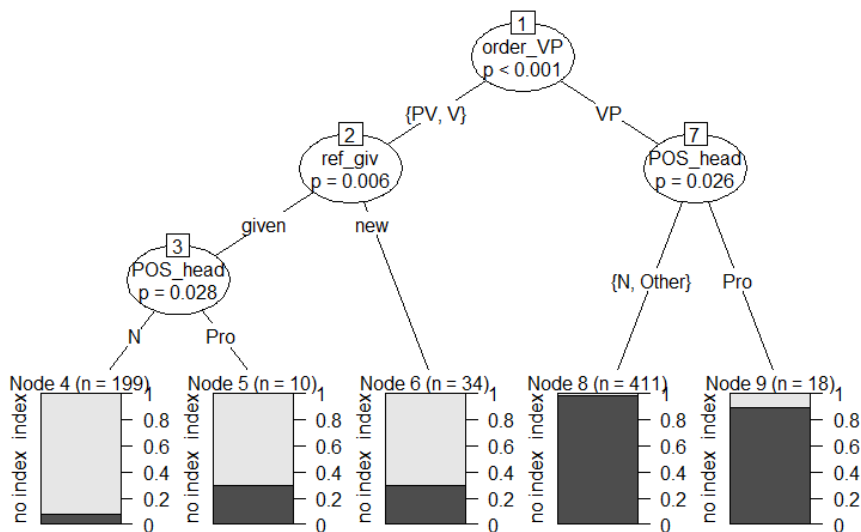 1
order_VP
p < 0.001
{PV, V}
VP
2
ref_giv
p = 0.006
7
POS_head
p = 0.026
given
new
3
POS_head
p = 0.028
{N, Other}
Pro
N
Pro
Node 4 (n = 199)
no index index
1
0.8
0.6
0.4
0.2
0
Node 5 (n = 10)
no index index
1
0.8
0.6
0.4
0.2
0
Node 6 (n = 34)
no index index
1
0.8
0.6
0.4
0.2
0
Node 8 (n = 411)
no index index
1
0.8
0.6
0.4
0.2
0
Node 9 (n = 18)
no index index
1
0.8
0.6
0.4
0.2
0